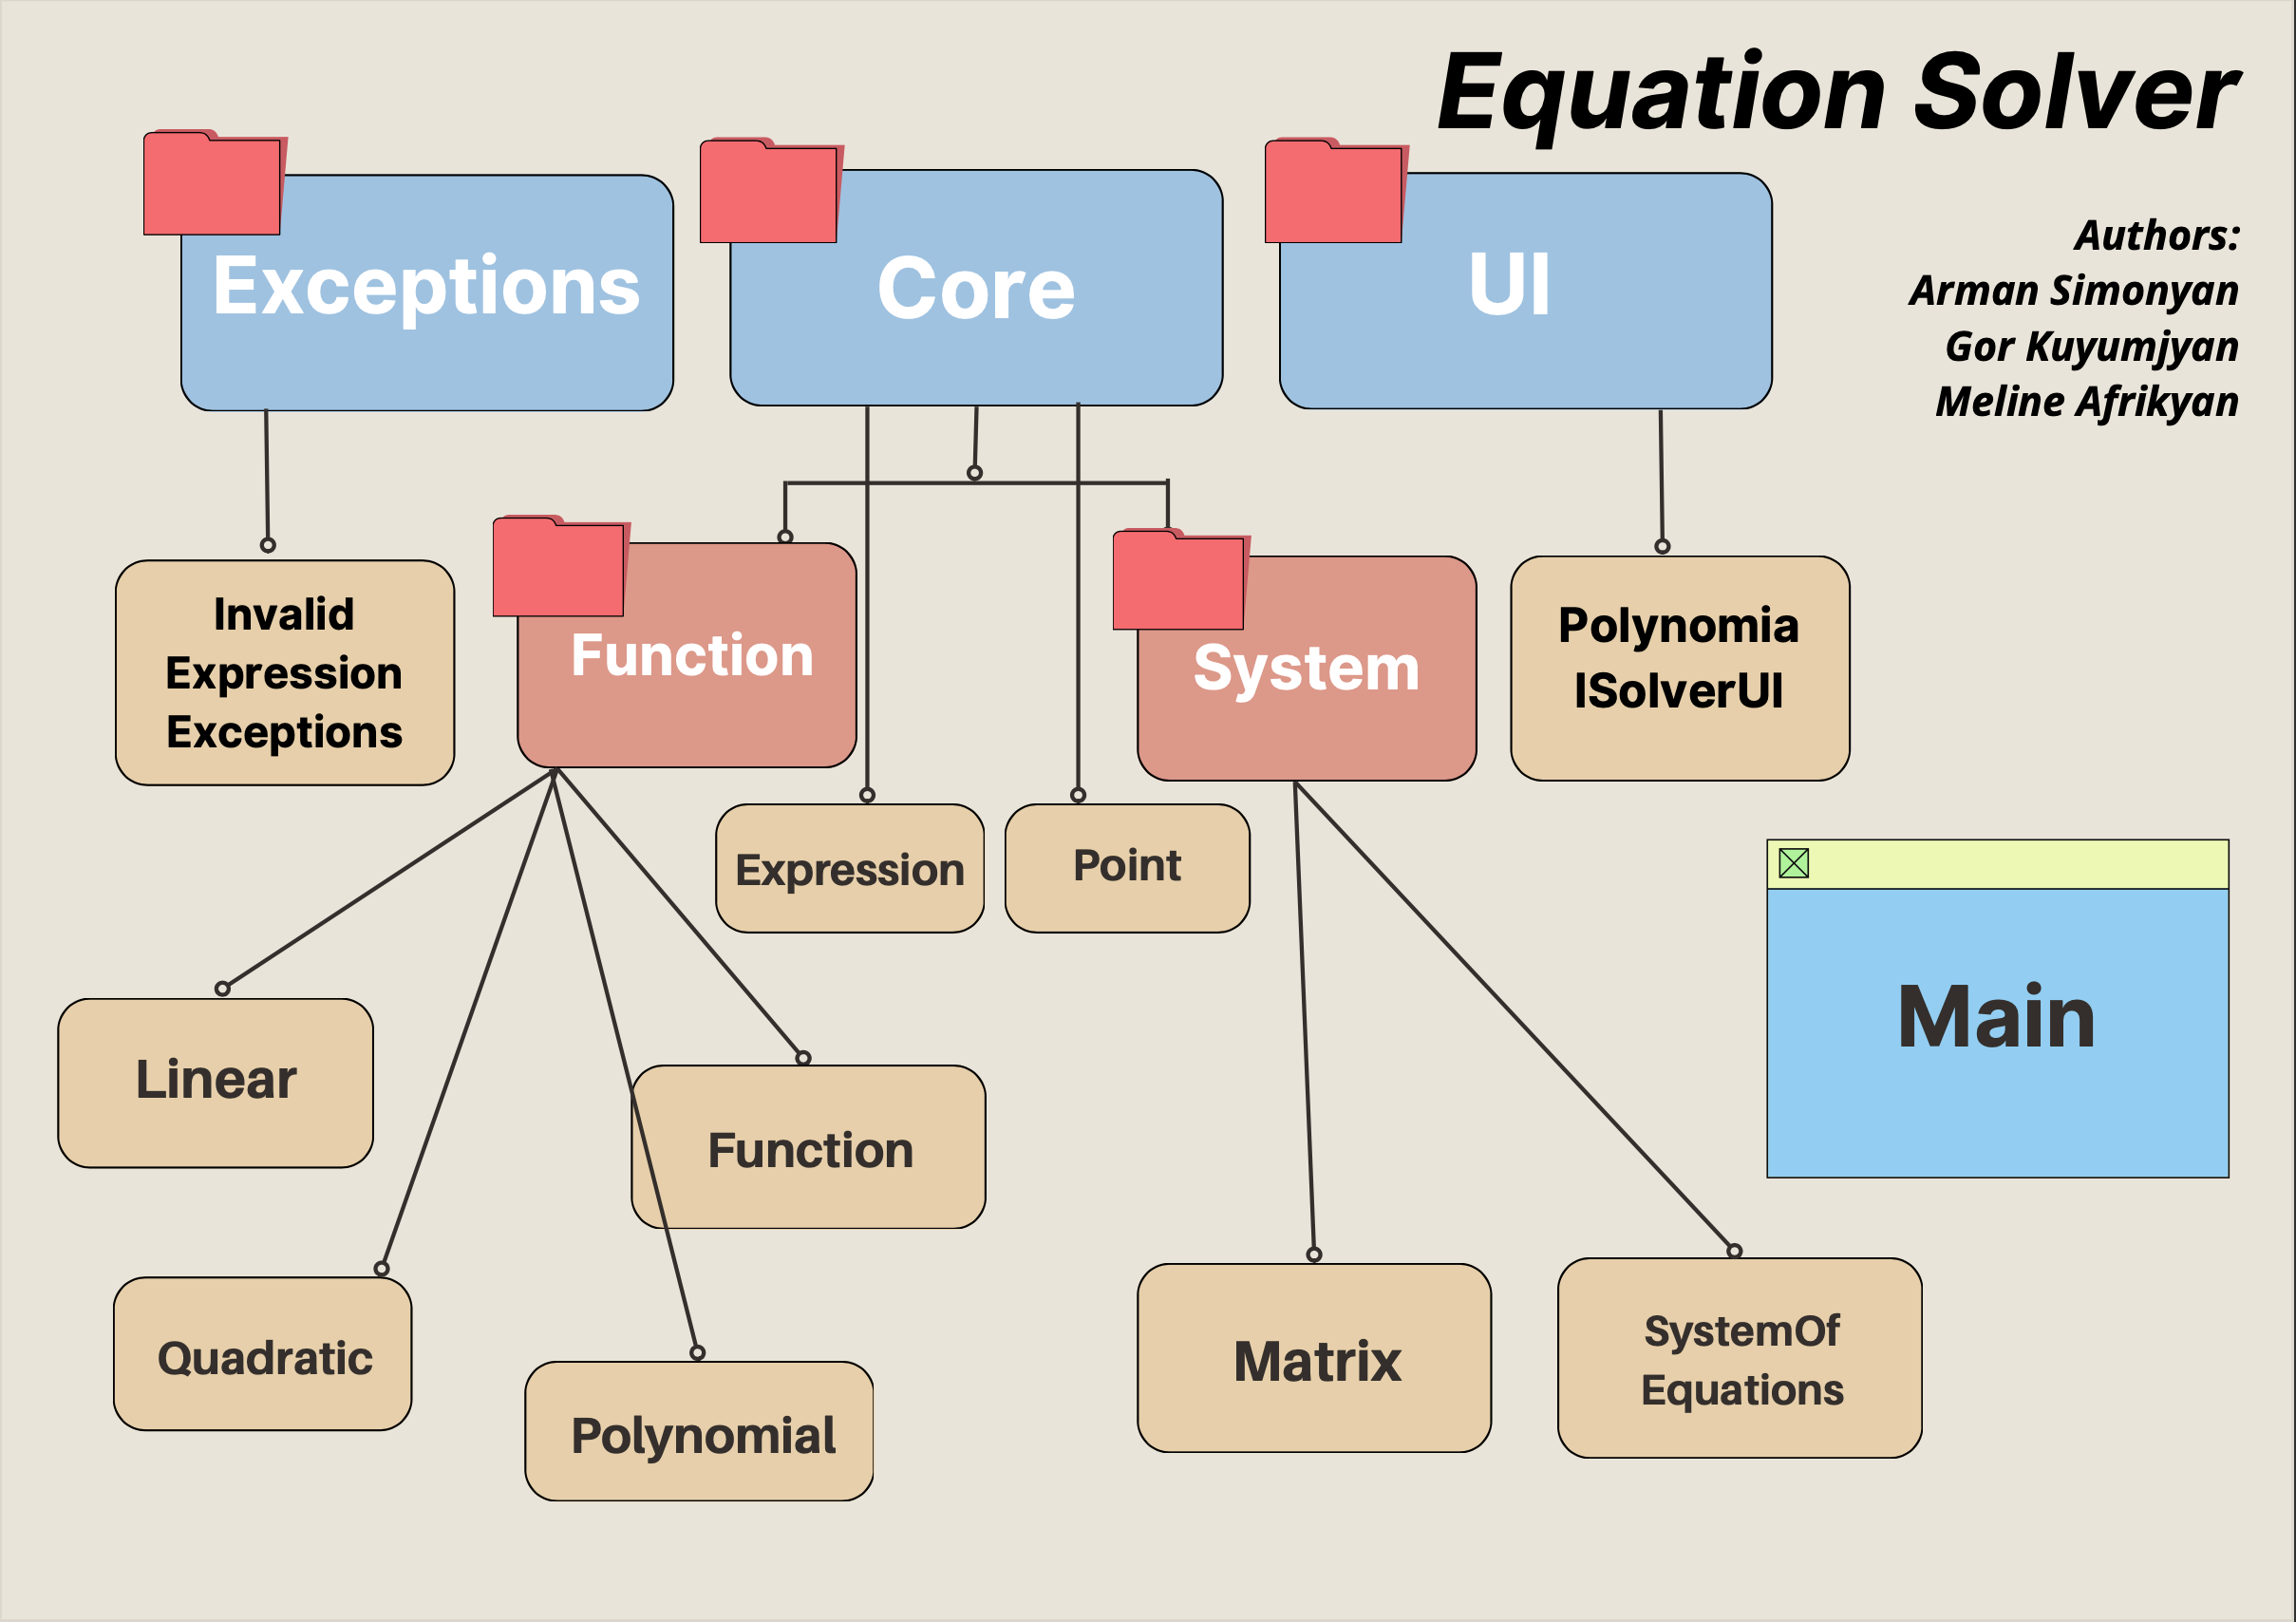 Equation Solver
Authors:
Arman Simonyan
Gor Kuyumjyan
Meline Afrikyan
Exceptions
Core
UI
Invalid
Expression
Exceptions
Function
System
Polynomia
lSolverUI
Expression
Point
Main
Linear
Function
Quadratic
Polynomial
Matrix
SystemOf
Equations